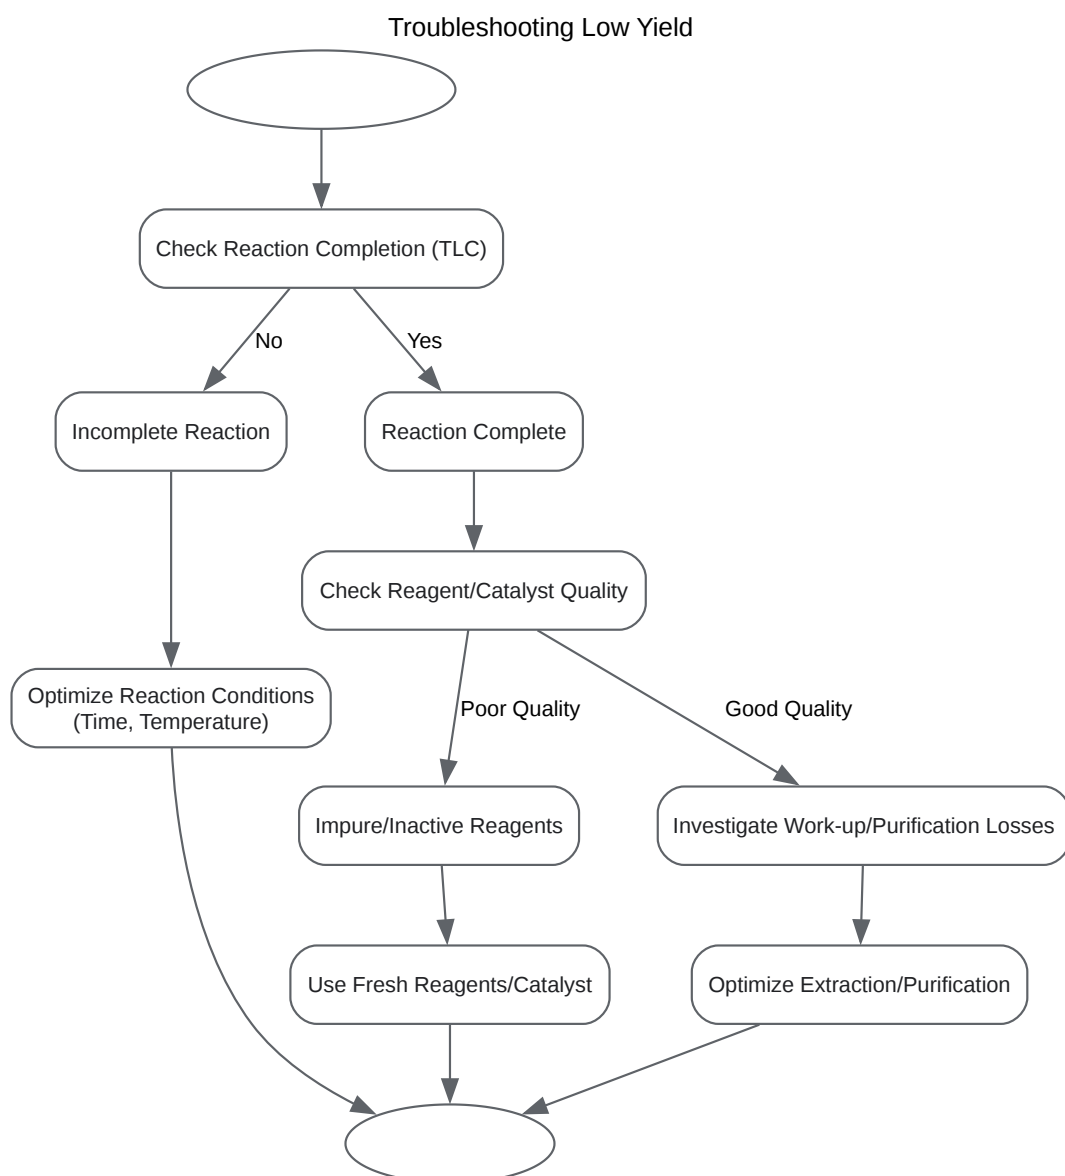 Troubleshooting Low Yield
Check Reaction Completion (TLC)
No
Yes
Incomplete Reaction
Reaction Complete
Check Reagent/Catalyst Quality
Optimize Reaction Conditions
(Time, Temperature)
Poor Quality
Good Quality
Impure/Inactive Reagents
Investigate Work-up/Purification Losses
Use Fresh Reagents/Catalyst
Optimize Extraction/Purification